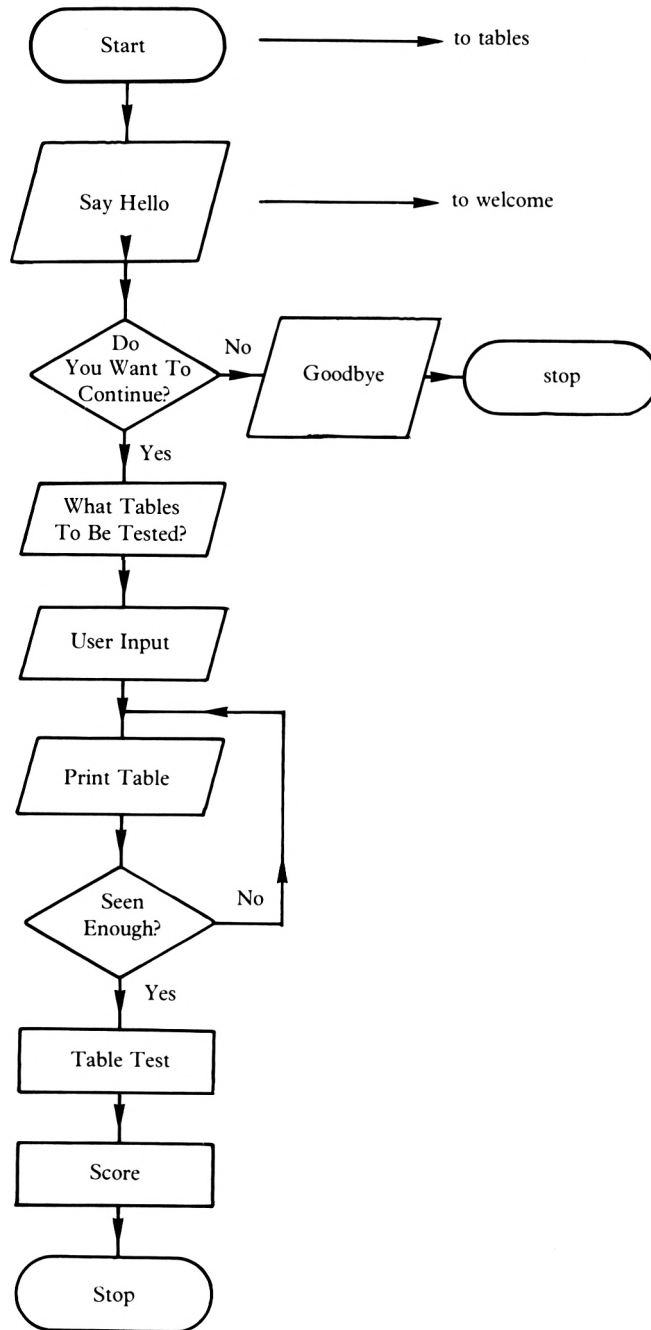 Start
to tables
Say Hello
to welcome
Do
You Want To
Continue?
No
Goodbye
stop
Yes
What Tables
To Be Tested?
User Input
Print Table
Seen
Enough?
No
Yes
Table Test
Score
Stop